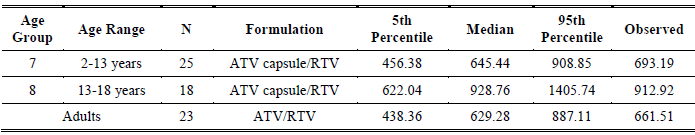 Age Group Age Range N Formulation 5th Percentile Median 95th Percentile Observed
7 2-13 years 25 ATV capsule/RTV 456.38 645.44 908.85 693.19
8 13-18 years 18 ATV capsule/RTV 622.04 928.76 1405.74 912.92
Adults 23 ATV/RTV 438.36 629.28 887.11 661.51